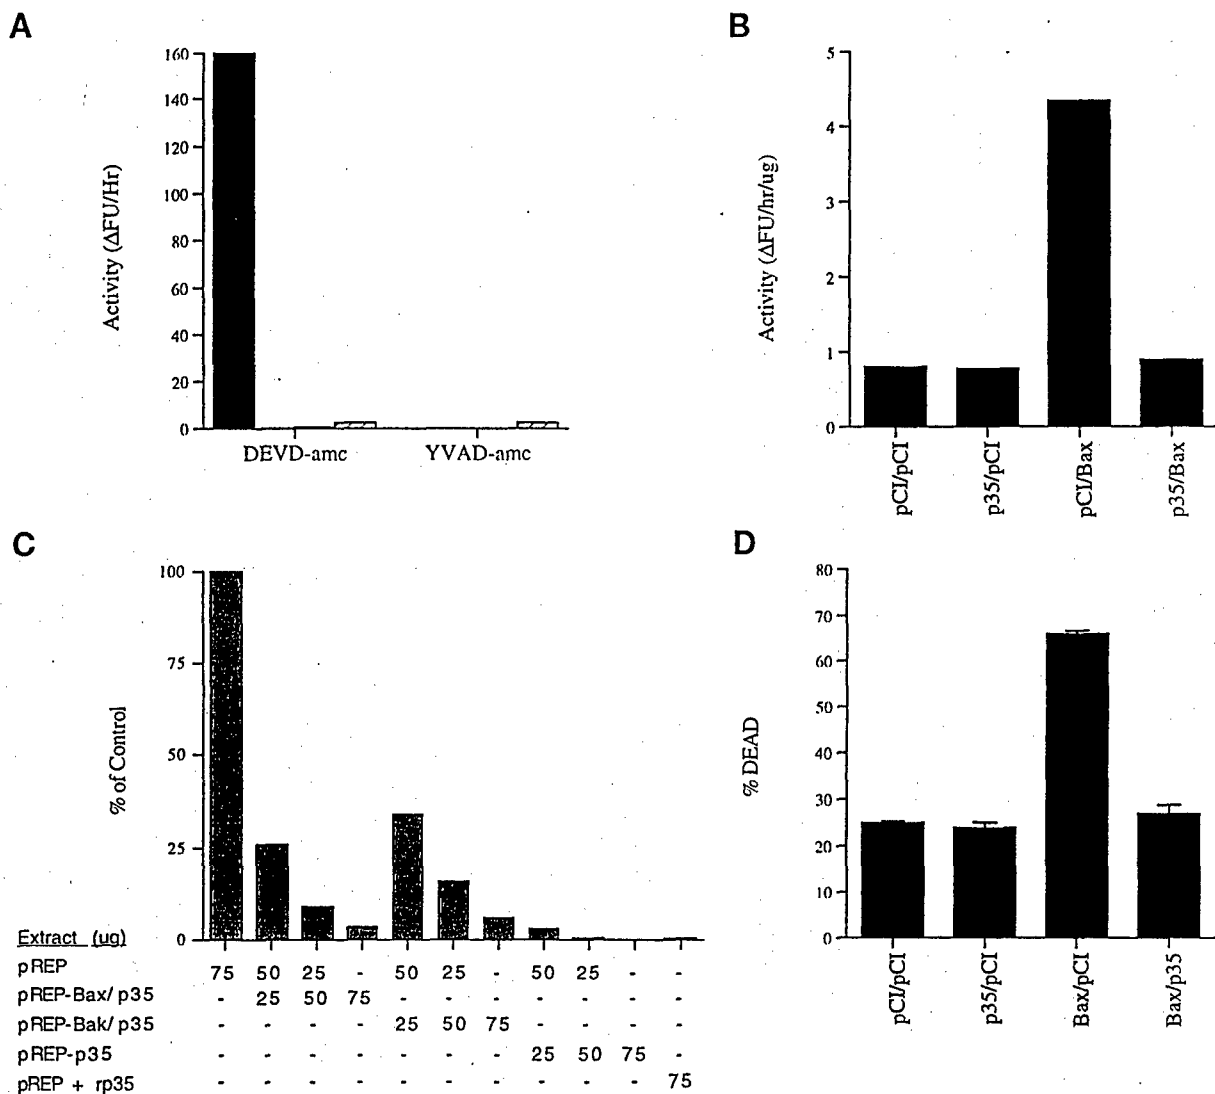 A
160
140
120
100
80
60
40
20
0
Activity (ΔFU/Hr)
DEVD-amc
YVAD-amc
B
5
4
3
2
1
0
Activity (ΔFU/hr/ug)
pCI/pCI
p35/pCI
pCI/Bax
p35/Bax
C
100
75
50
25
0
% of Control
Extract (ug)
pREP 75 50 25 - 50 25 - 50 25 - -
pREP-Bax/p35 - 25 50 75 - - - - - - -
pREP-Bak/p35 - - - - 25 50 75 - - - -
pREP-p35 - - - - - - - 25 50 75 -
pREP + rp35 - - - - - - - - - - 75
D
80
70
60
50
40
30
20
10
0
% DEAD
pCI/pCI
p35/pCI
Bax/pCI
Bax/p35